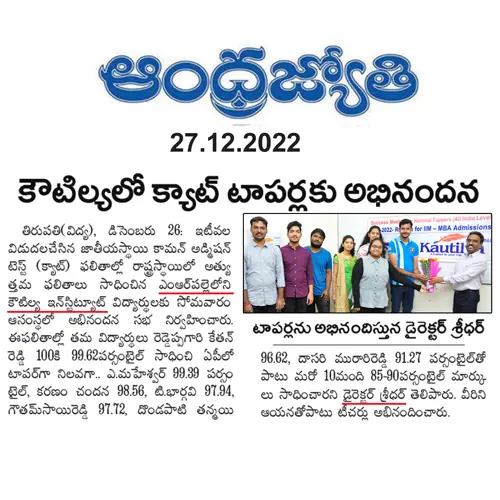 ఆంధ్రజ్యోతి
27.12.2022
కౌటిల్యలో క్యాట్ టాపర్లకు అభినందన
తిరుపతి(విద్య), డిసెంబరు 26: ఇటీవల
విడుదలచేసిన జాతీయస్థాయి కామన్ అడ్మిషన్
టెస్ట్ (క్యాట్) ఫలితాల్లో రాష్ట్రస్థాయిలో అత్యు
త్తమ ఫలితాలు సాధించిన ఎంఆర్‌పల్లెలోని
కౌటిల్య ఇన్‌స్టిట్యూట్ విద్యార్థులకు సోమవారం
ఆసంస్థలో అభినందన సభ నిర్వహించారు.
ఈఫలితాల్లో తమ విద్యార్థులు రెడ్డెప్పగారి కేతన్
రెడ్డి 100కి 99.62పర్సంటైల్ సాధించి ఏపీలో
టాపర్‌గా నిలవగా.. ఎ.మహేశ్వర్ 99.39 పర్సం
టైల్, కరణం చందన 98.56, టి.భార్గవి 97.94,
గౌతమ్‌సాయిరెడ్డి 97.72, దొండపాటి తన్మయి
Success Meet National Toppers (All India Level
2022- for IIM – MBA Admissions
Kautilya
టాపర్లను అభినందిస్తున్న డైరెక్టర్ శ్రీధర్
96.62, దాసరి మురారిరెడ్డి 91.27 పర్సంటైల్‌తో
పాటు మరో 10మంది 85-90పర్సంటైల్ మార్కు
లు సాధించారని డైరెక్టర్ శ్రీధర్ తెలిపారు. వీరిని
ఆయనతోపాటు టీచర్లు అభినందించారు.